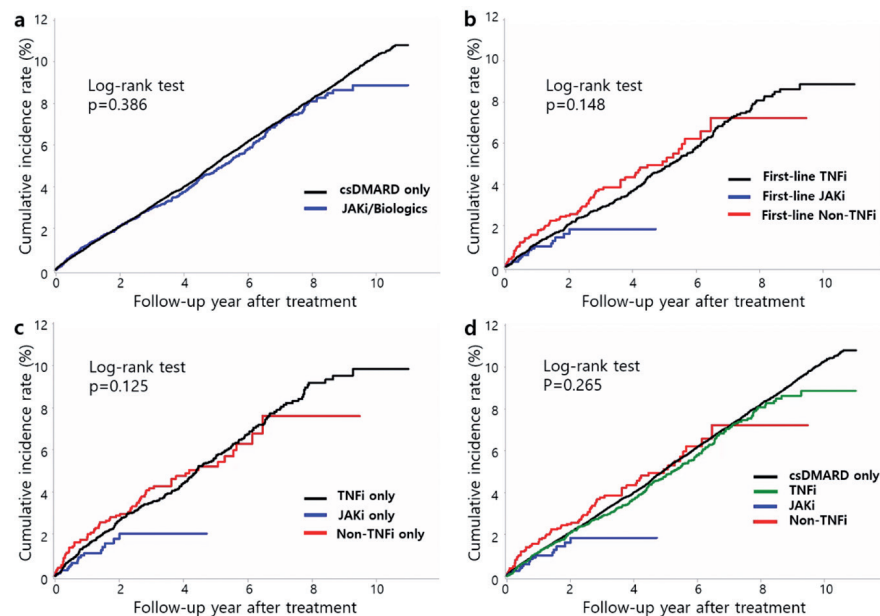 a
12
10
8
6
4
2
0
Cumulative incidence rate (%)
Log-rank test
p=0.386
csDMARD only
JAKi/Biologics
0 2 4 6 8 10
Follow-up year after treatment
b
12
10
8
6
4
2
0
Cumulative incidence rate (%)
Log-rank test
p=0.148
First-line TNFi
First-line JAKi
First-line Non-TNFi
0 2 4 6 8 10
Follow-up year after treatment
c
12
10
8
6
4
2
0
Cumulative incidence rate (%)
Log-rank test
p=0.125
TNFi only
JAKi only
Non-TNFi only
0 2 4 6 8 10
Follow-up year after treatment
d
12
10
8
6
4
2
0
Cumulative incidence rate (%)
Log-rank test
P=0.265
csDMARD only
TNFi
JAKi
Non-TNFi
0 2 4 6 8 10
Follow-up year after treatment